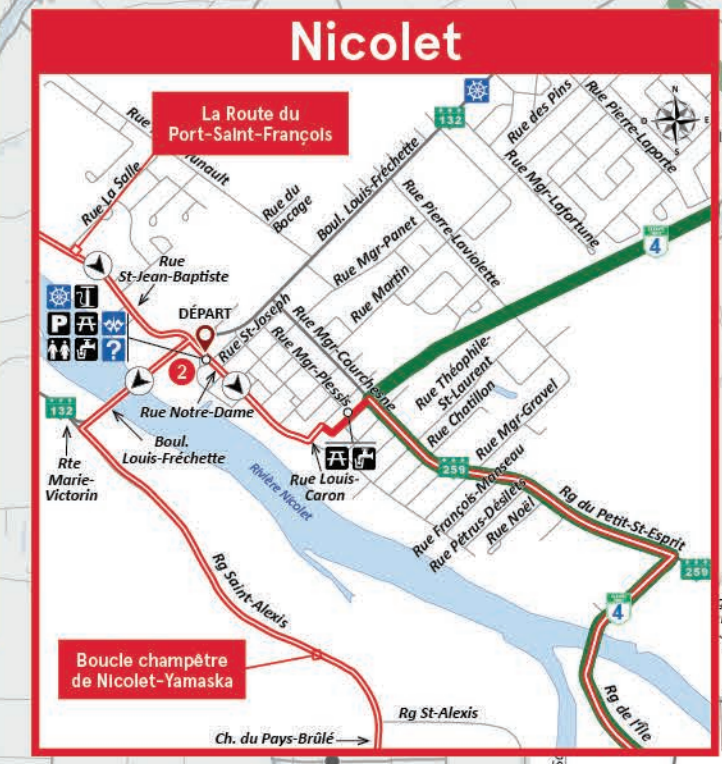 Nicolet
La Route du
Port-Saint-François
Rue
unault
Rue La Salle
Rue du
Bocage
Boul. Louis-Fréchette
132
Rue des Pins
Rue Pierre-Laporte
Rue Mgr-Lafortune
N
O
E
S
4
Rue Pierre-Laviolette
Rue Mgr-Panet
Rue Martin
Rue
St-Jean-Baptiste
DÉPART
Rue St-Joseph
Rue Mgr-Courchesne
Rue Mgr-Plessis
P
?
2
Rue Notre-Dame
132
Boul.
Louis-Fréchette
Rte
Marie-
Victorin
Rue Louis-
Caron
Rivière Nicolet
Rue Théophile-
St-Laurent
Rue Chatillon
Rue Mgr-Gravel
259
Rue François-Manseau
Rue Pétrus-Désilets
Rue Noël
Rg du Petit-St-Esprit
259
4
Rg Saint-Alexis
Boucle champêtre
de Nicolet-Yamaska
Rg St-Alexis
Ch. du Pays-Brûlé
Rg de l'Île